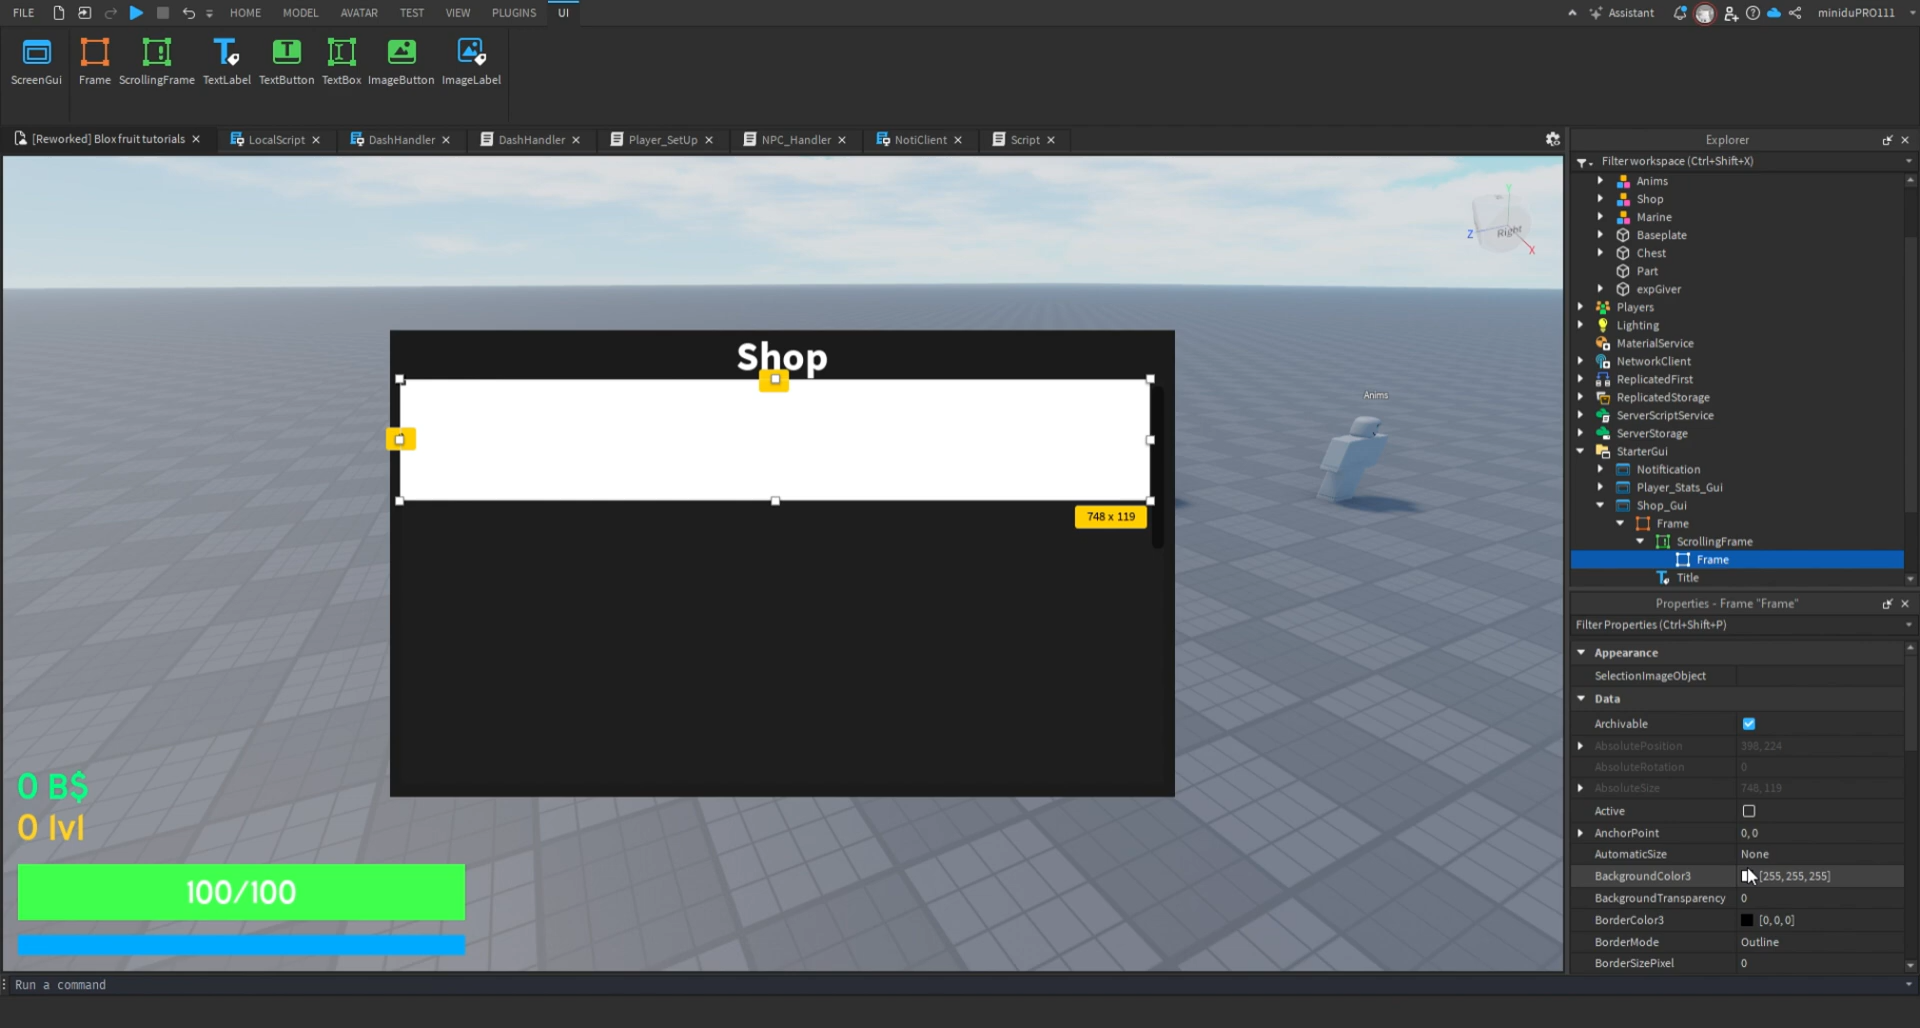 FILE HOME MODEL AVATAR TEST VIEW PLUGINS UI Assistant miniduPRO111
ScreenGui Frame ScrollingFrame TextLabel TextButton TextBox ImageButton ImageLabel
[Reworked] Blox fruit tutorials LocalScript DashHandler DashHandler Player_SetUp NPC_Handler NotiClient Script
Explorer
Filter workspace (Ctrl+Shift+X)
Anims
Shop
Marine
Baseplate
Chest
Part
expGiver
Players
Lighting
MaterialService
NetworkClient
ReplicatedFirst
ReplicatedStorage
ServerScriptService
ServerStorage
StarterGui
Notiftication
Player_Stats_Gui
Shop_Gui
Frame
ScrollingFrame
Frame
Title
Y
Z
Right
X
Shop
Anims
748 x 119
0 B$
0 lvl
100/100
Properties - Frame "Frame"
Filter Properties (Ctrl+Shift+P)
Appearance
SelectionImageObject
Data
Archivable
AbsolutePosition 398, 224
AbsoluteRotation 0
AbsoluteSize 748, 119
Active
AnchorPoint 0, 0
AutomaticSize None
BackgroundColor3 [255, 255, 255]
BackgroundTransparency 0
BorderColor3 [0, 0, 0]
BorderMode Outline
BorderSizePixel 0
Run a command